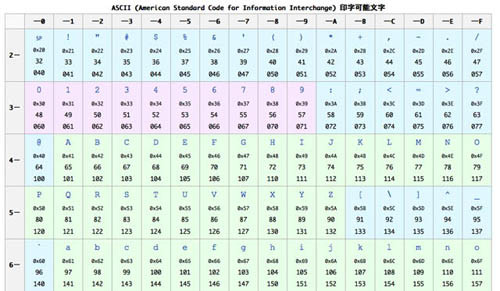 ASCII (American Standard Code for Information Interchange) 印字可能文字
—0 —1 —2 —3 —4 —5 —6 —7 —8 —9 —A —B —C —D —E —F
2— SP ! " # $ % & ' ( ) * + , - . /
0x20 0x21 0x22 0x23 0x24 0x25 0x26 0x27 0x28 0x29 0x2A 0x2B 0x2C 0x2D 0x2E 0x2F
32 33 34 35 36 37 38 39 40 41 42 43 44 45 46 47
040 041 042 043 044 045 046 047 050 051 052 053 054 055 056 057
3— 0 1 2 3 4 5 6 7 8 9 : ; < = > ?
0x30 0x31 0x32 0x33 0x34 0x35 0x36 0x37 0x38 0x39 0x3A 0x3B 0x3C 0x3D 0x3E 0x3F
48 49 50 51 52 53 54 55 56 57 58 59 60 61 62 63
060 061 062 063 064 065 066 067 070 071 072 073 074 075 076 077
4— @ A B C D E F G H I J K L M N O
0x40 0x41 0x42 0x43 0x44 0x45 0x46 0x47 0x48 0x49 0x4A 0x4B 0x4C 0x4D 0x4E 0x4F
64 65 66 67 68 69 70 71 72 73 74 75 76 77 78 79
100 101 102 103 104 105 106 107 110 111 112 113 114 115 116 117
5— P Q R S T U V W X Y Z [ \ ] ^ _
0x50 0x51 0x52 0x53 0x54 0x55 0x56 0x57 0x58 0x59 0x5A 0x5B 0x5C 0x5D 0x5E 0x5F
80 81 82 83 84 85 86 87 88 89 90 91 92 93 94 95
120 121 122 123 124 125 126 127 130 131 132 133 134 135 136 137
6— ` a b c d e f g h i j k l m n o
0x60 0x61 0x62 0x63 0x64 0x65 0x66 0x67 0x68 0x69 0x6A 0x6B 0x6C 0x6D 0x6E 0x6F
96 97 98 99 100 101 102 103 104 105 106 107 108 109 110 111
140 141 142 143 144 145 146 147 150 151 152 153 154 155 156 157